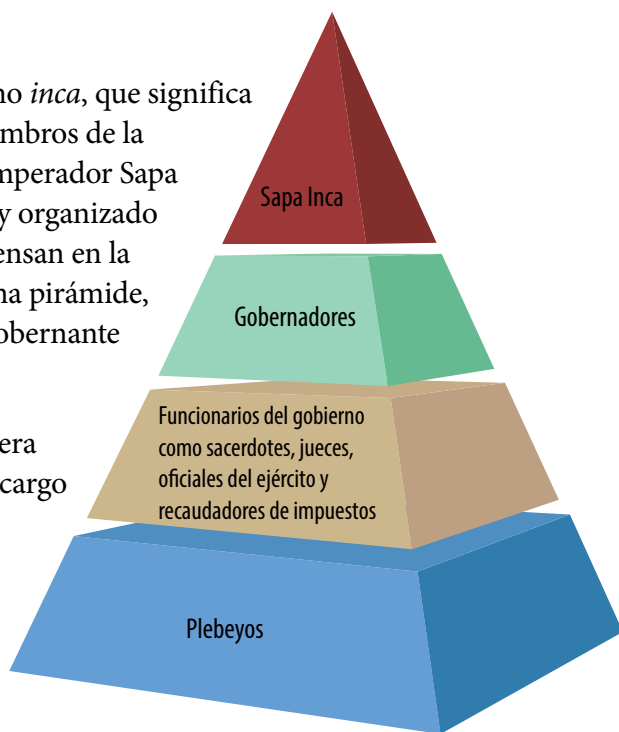 no inca, que significa
mbros de la
mperador Sapa
y organizado
ensan en la
na pirámide,
obernante
era
cargo
Sapa Inca
Gobernadores
Funcionarios del gobierno
como sacerdotes, jueces,
oficiales del ejército y
recaudadores de impuestos
Plebeyos